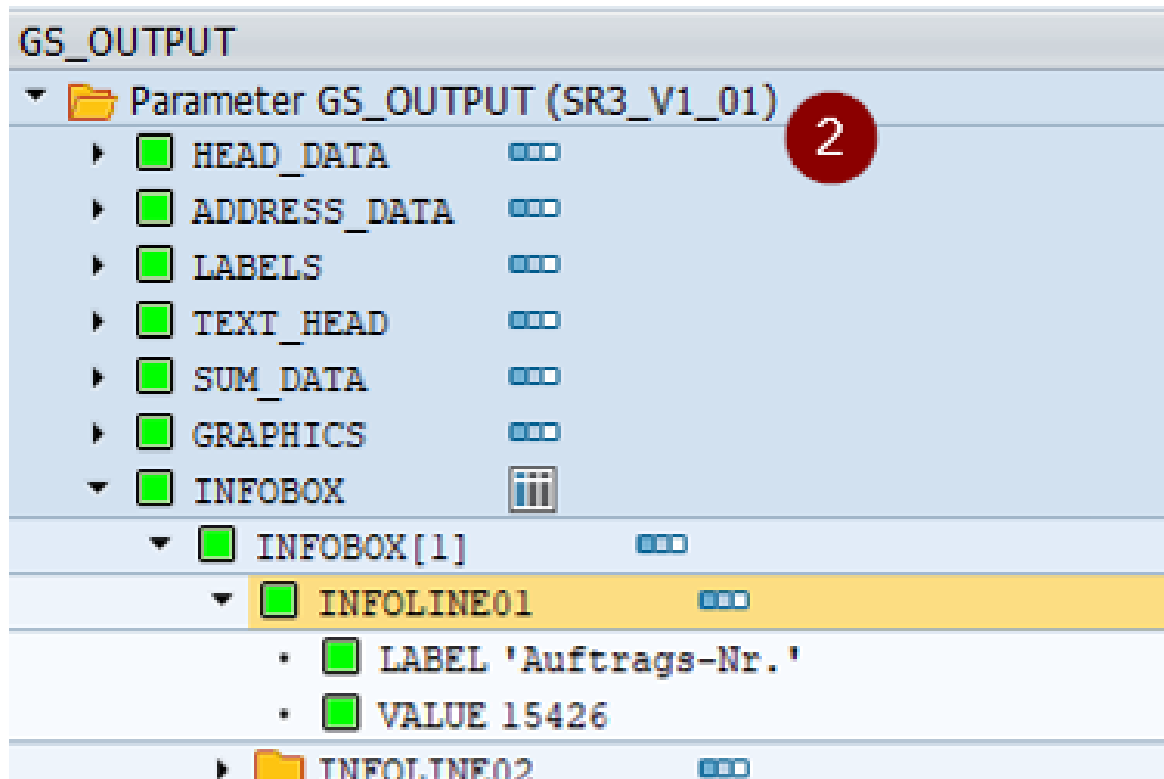 GS_OUTPUT
Parameter GS_OUTPUT (SR3_V1_01)
2
HEAD_DATA
ADDRESS_DATA
LABELS
TEXT_HEAD
SUM_DATA
GRAPHICS
INFOBOX
INFOBOX[1]
INFOLINE01
LABEL 'Auftrags-Nr.'
VALUE 15426
INFOLINE02